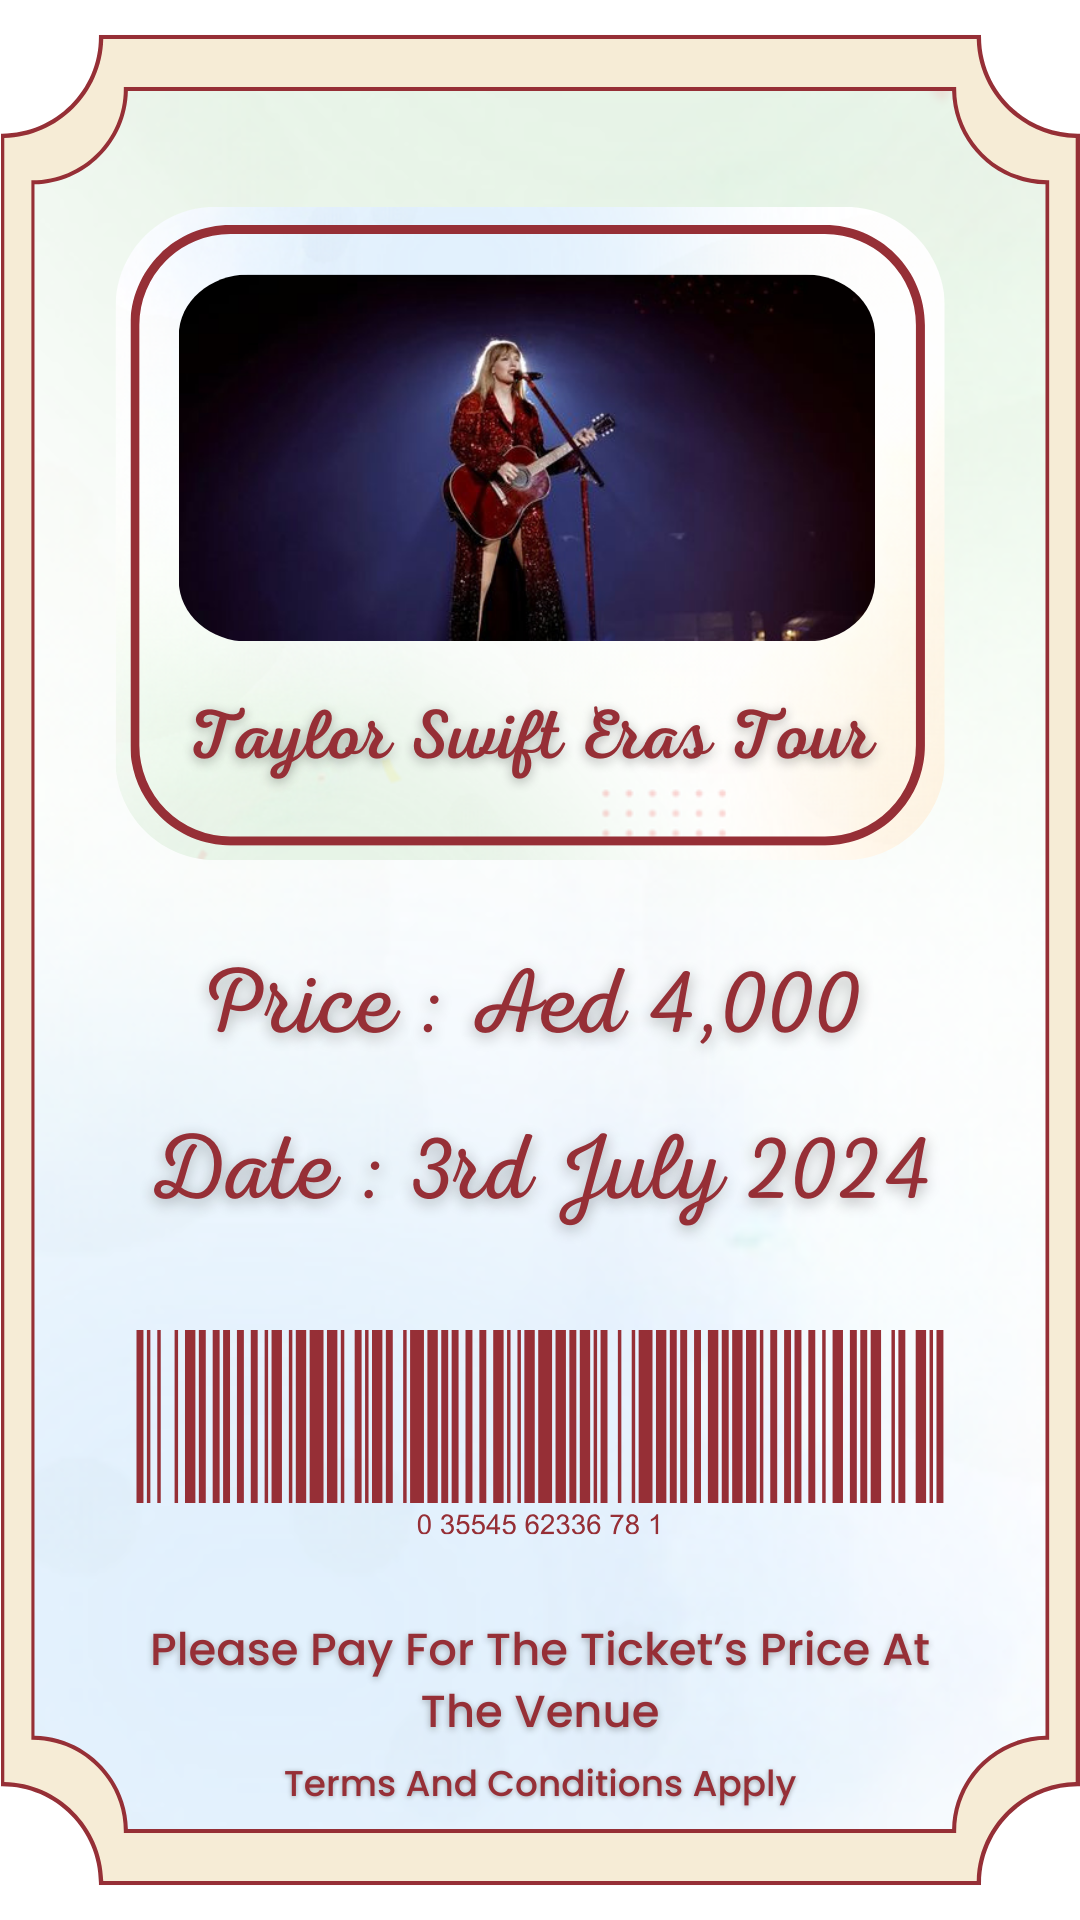 Taylor Swift Eras Tour
Price : Aed 4,000
Date : 3rd July 2024
0 35545 62336 78 1
Please Pay For The Ticket’s Price At
The Venue
Terms And Conditions Apply